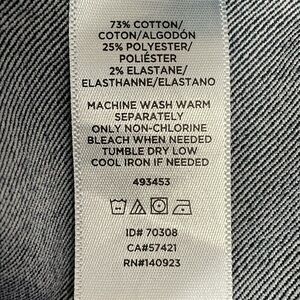 73% COTTON/
COTON/ALGODÓN
25% POLYESTER/
POLIÉSTER
2% ELASTANE/
ELASTHANNE/ELASTANO
MACHINE WASH WARM
SEPARATELY
ONLY NON-CHLORINE
BLEACH WHEN NEEDED
TUMBLE DRY LOW
COOL IRON IF NEEDED
493453
ID# 70308
CA#57421
RN#140923